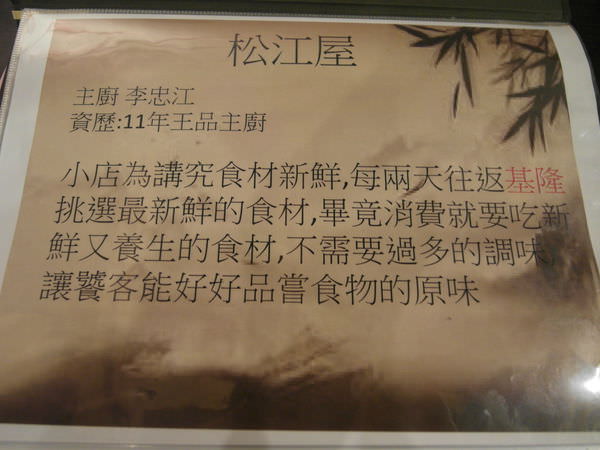 松江屋
主廚 李忠江
資歷:11年王品主廚
小店為講究食材新鮮,每兩天往返基隆
挑選最新鮮的食材,畢竟消費就要吃新
鮮又養生的食材,不需要過多的調味,
讓饕客能好好品嘗食物的原味